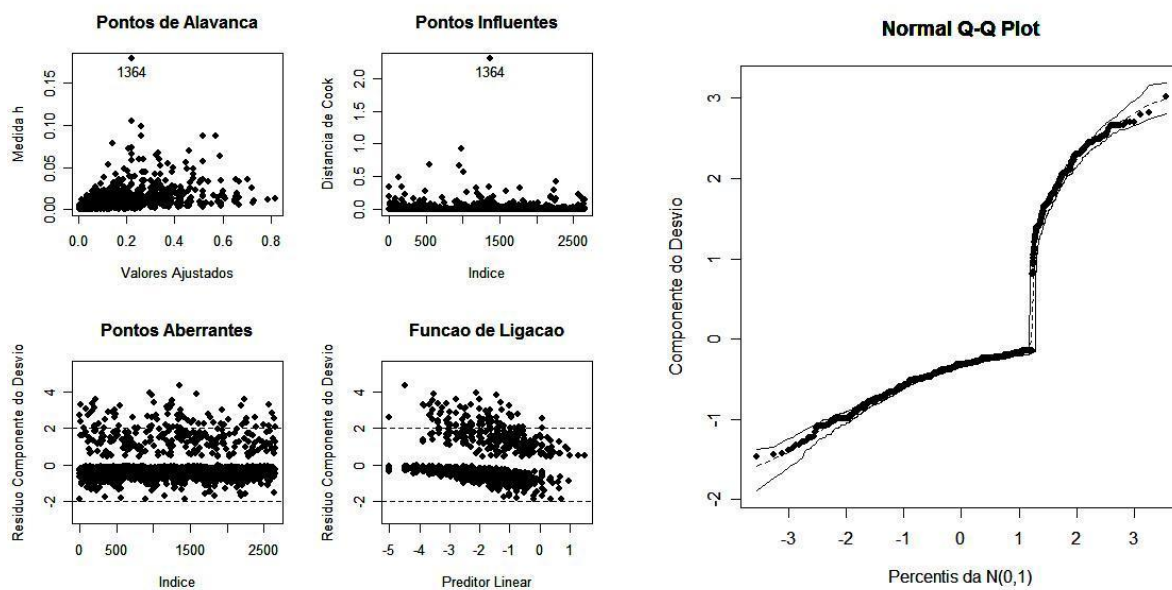 Pontos de Alavanca
Medida h
0.00 0.05 0.10 0.15
1364
0.0 0.2 0.4 0.6 0.8
Valores Ajustados
Pontos Influentes
Distancia de Cook
0.0 0.5 1.0 1.5 2.0
1364
0 500 1000 2000 2500
Indice
Pontos Aberrantes
Residuo Componente do Desvio
-2 0 2 4
0 500 1000 2000 2500
Indice
Funcao de Ligacao
Residuo Componente do Desvio
-2 0 2 4
-5 -4 -3 -2 -1 0 1
Preditor Linear
Normal Q-Q Plot
Componente do Desvio
-2 -1 0 1 2 3
-3 -2 -1 0 1 2 3
Percentis da N(0,1)